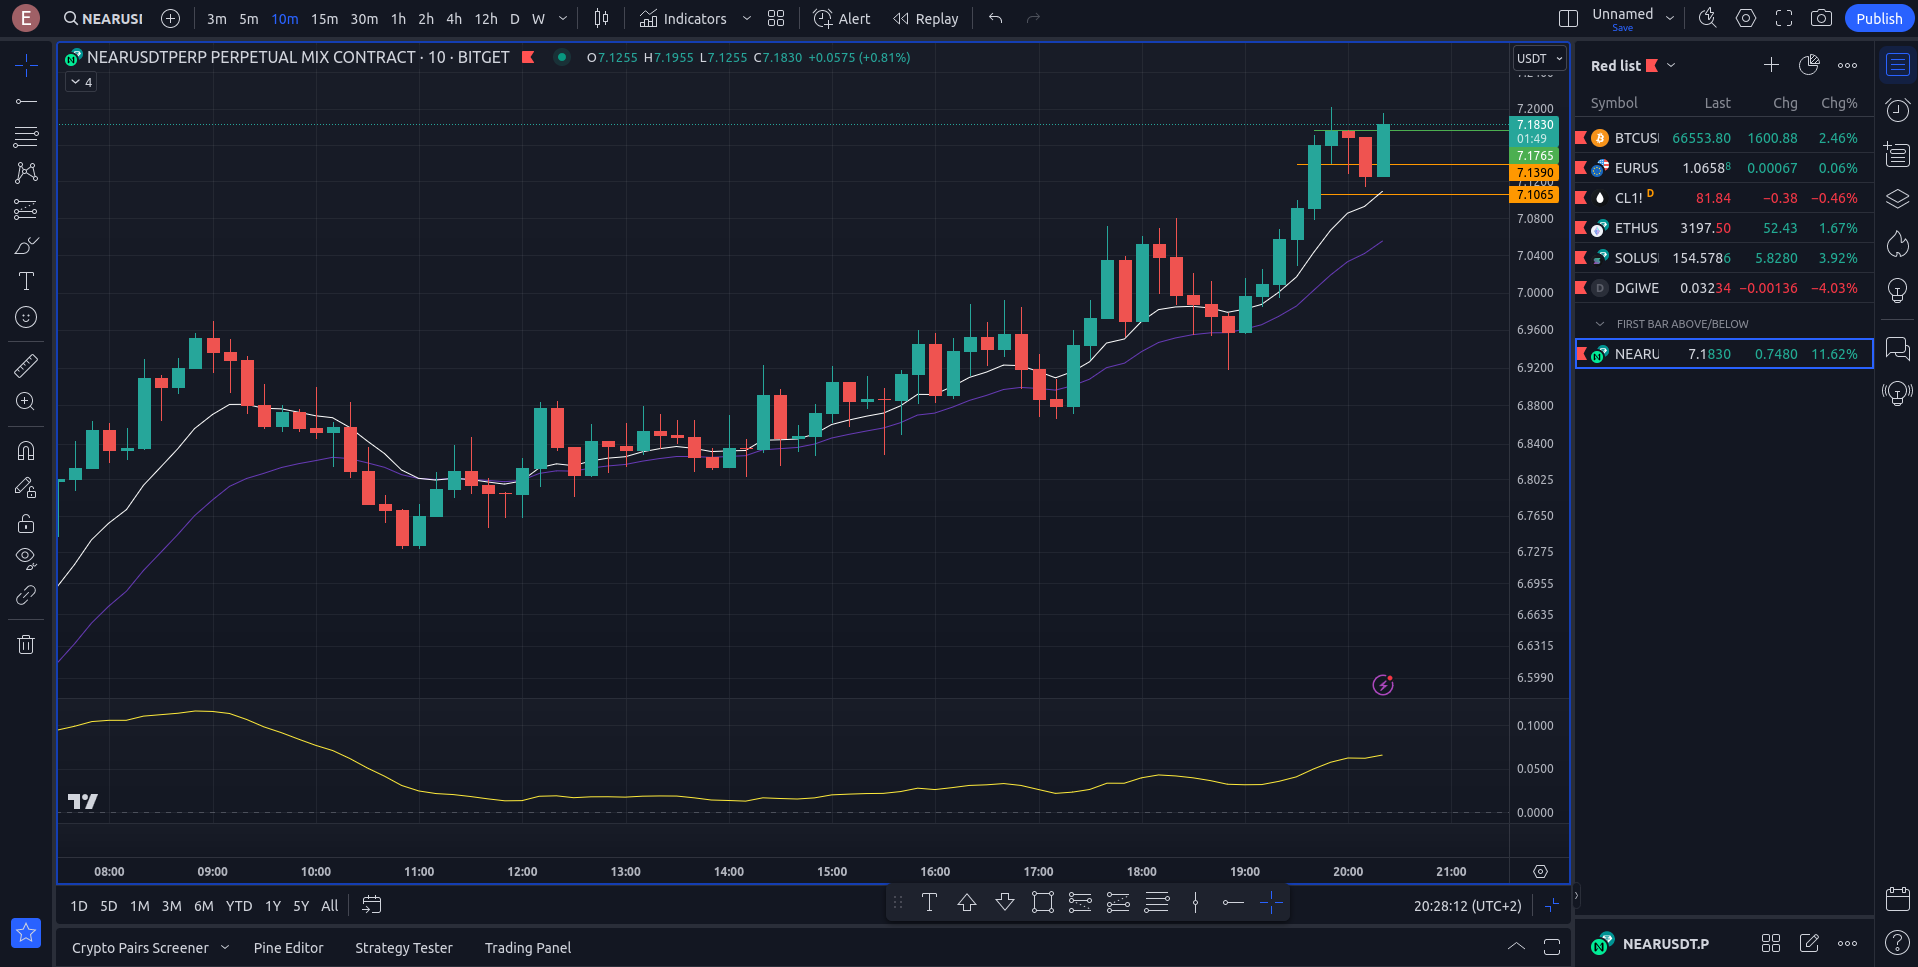 E NEARUSI 3m 5m 10m 15m 30m 1h 2h 4h 12h D W Indicators Alert Replay Unnamed Save Publish
NEARUSDTPERP PERPETUAL MIX CONTRACT · 10 · BITGET O7.1255 H7.1955 L7.1255 C7.1830 +0.0575 (+0.81%)
4
USDT
7.2000
7.1830
01:49
7.1765
7.1390
7.1065
7.0800
7.0400
7.0000
6.9600
6.9200
6.8800
6.8400
6.8025
6.7650
6.7275
6.6955
6.6635
6.6315
6.5990
0.1000
0.0500
0.0000
08:00 09:00 10:00 11:00 12:00 13:00 14:00 15:00 16:00 17:00 18:00 19:00 20:00 21:00
1D 5D 1M 3M 6M YTD 1Y 5Y All
20:28:12 (UTC+2)
Crypto Pairs Screener Pine Editor Strategy Tester Trading Panel
Red list
Symbol Last Chg Chg%
BTCUSI 66553.80 1600.88 2.46%
EURUS 1.06588 0.00067 0.06%
CL1! D 81.84 −0.38 −0.46%
ETHUS 3197.50 52.43 1.67%
SOLUSI 154.5786 5.8280 3.92%
D DGIWE 0.03234 −0.00136 −4.03%
FIRST BAR ABOVE/BELOW
NEARU 7.1830 0.7480 11.62%
NEARUSDT.P